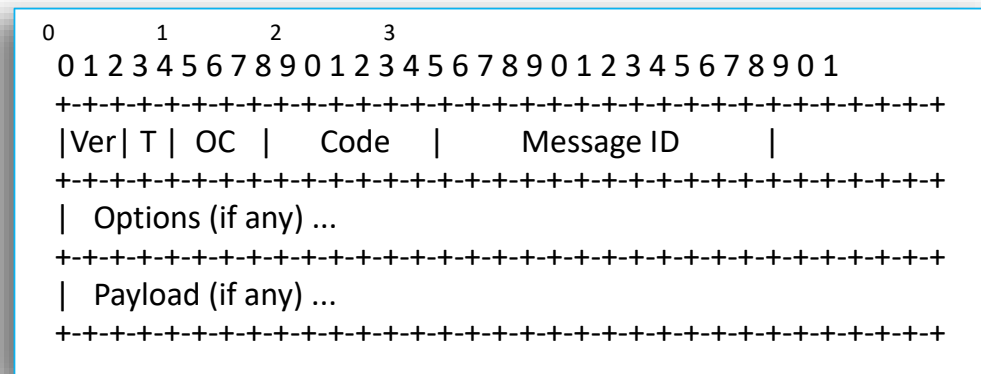 0 1 2 3
0 1 2 3 4 5 6 7 8 9 0 1 2 3 4 5 6 7 8 9 0 1 2 3 4 5 6 7 8 9 0 1
+-+-+-+-+-+-+-+-+-+-+-+-+-+-+-+-+-+-+-+-+-+-+-+-+-+-+-+-+-+-+-+-+
|Ver| T | OC | Code | Message ID |
+-+-+-+-+-+-+-+-+-+-+-+-+-+-+-+-+-+-+-+-+-+-+-+-+-+-+-+-+-+-+-+-+
| Options (if any) ...
+-+-+-+-+-+-+-+-+-+-+-+-+-+-+-+-+-+-+-+-+-+-+-+-+-+-+-+-+-+-+-+-+
| Payload (if any) ...
+-+-+-+-+-+-+-+-+-+-+-+-+-+-+-+-+-+-+-+-+-+-+-+-+-+-+-+-+-+-+-+-+